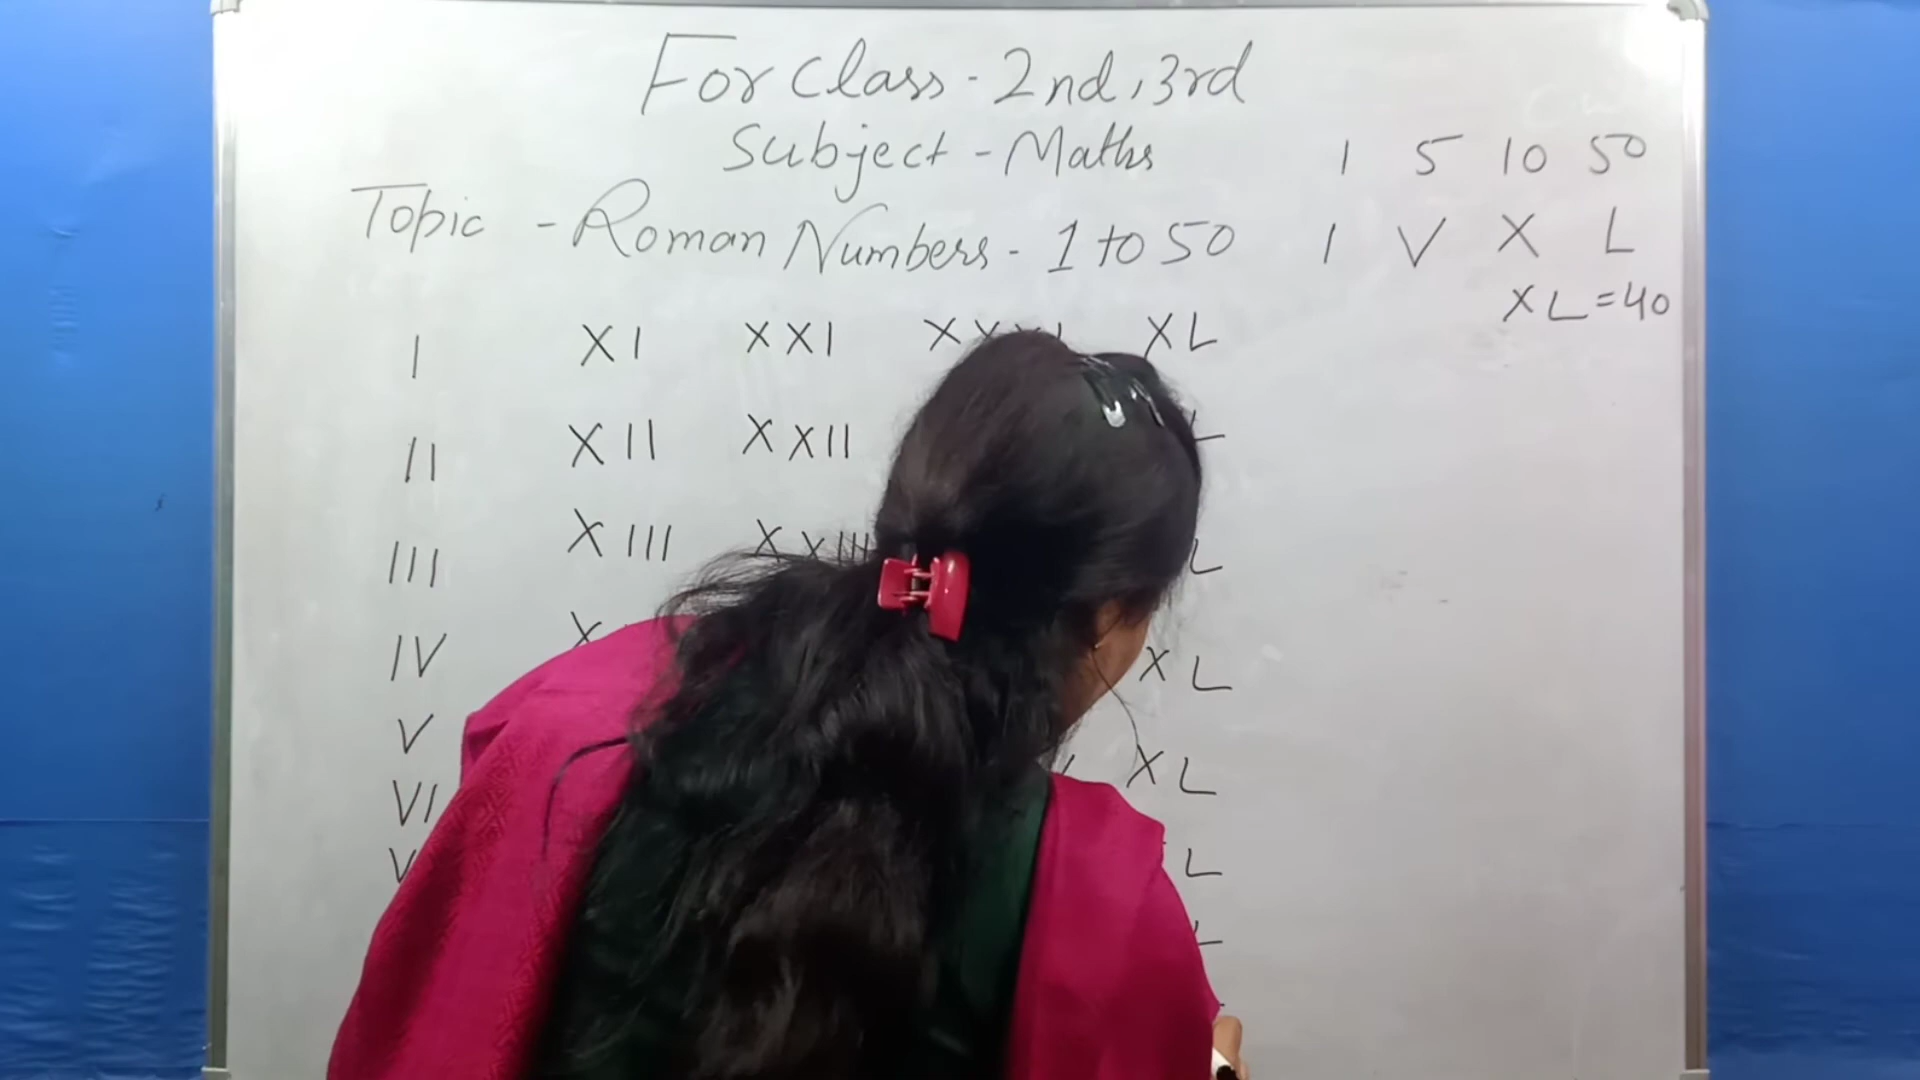 For Class - 2nd, 3rd
Subject - Maths
1 5 10 50
Topic - Roman Numbers - 1 to 50
I V X L
XL = 40
I XI XXI XXXI XL
II XII XXII L
III XIII XXIII L
IV X XL
V XL
VI L
V L